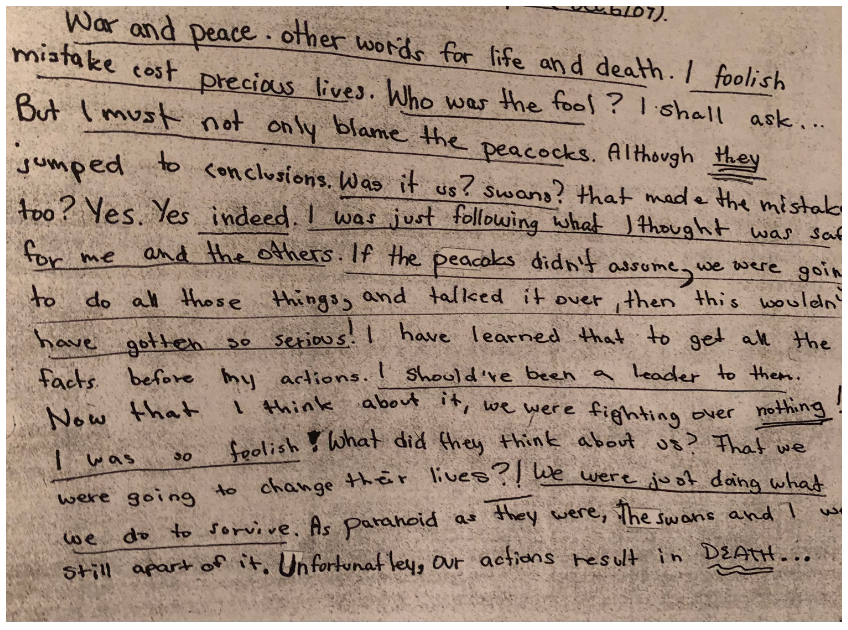 War and peace. other words for life and death. I foolish
mistake cost precious lives. Who was the fool? I shall ask...
But I must not only blame the peacocks. Although they
jumped to conclusions. Was it us? swans? that made the mistake
too? Yes. Yes indeed. I was just following what I thought was saf
for me and the others. If the peacoks didn't assume, we were goin
to do all those things, and talked it over, then this wouldn'
have gotten so serious! I have learned that to get all the
facts before my actions. I should've been a leader to them.
Now that I think about it, we were fighting over nothing!
I was so foolish! What did they think about us? That we
were going to change their lives?! We were just doing what
we do to sorvive. As paranoid as they were, The swans and I we
still apart of it. Unfortunatley, our actions result in DEATH...